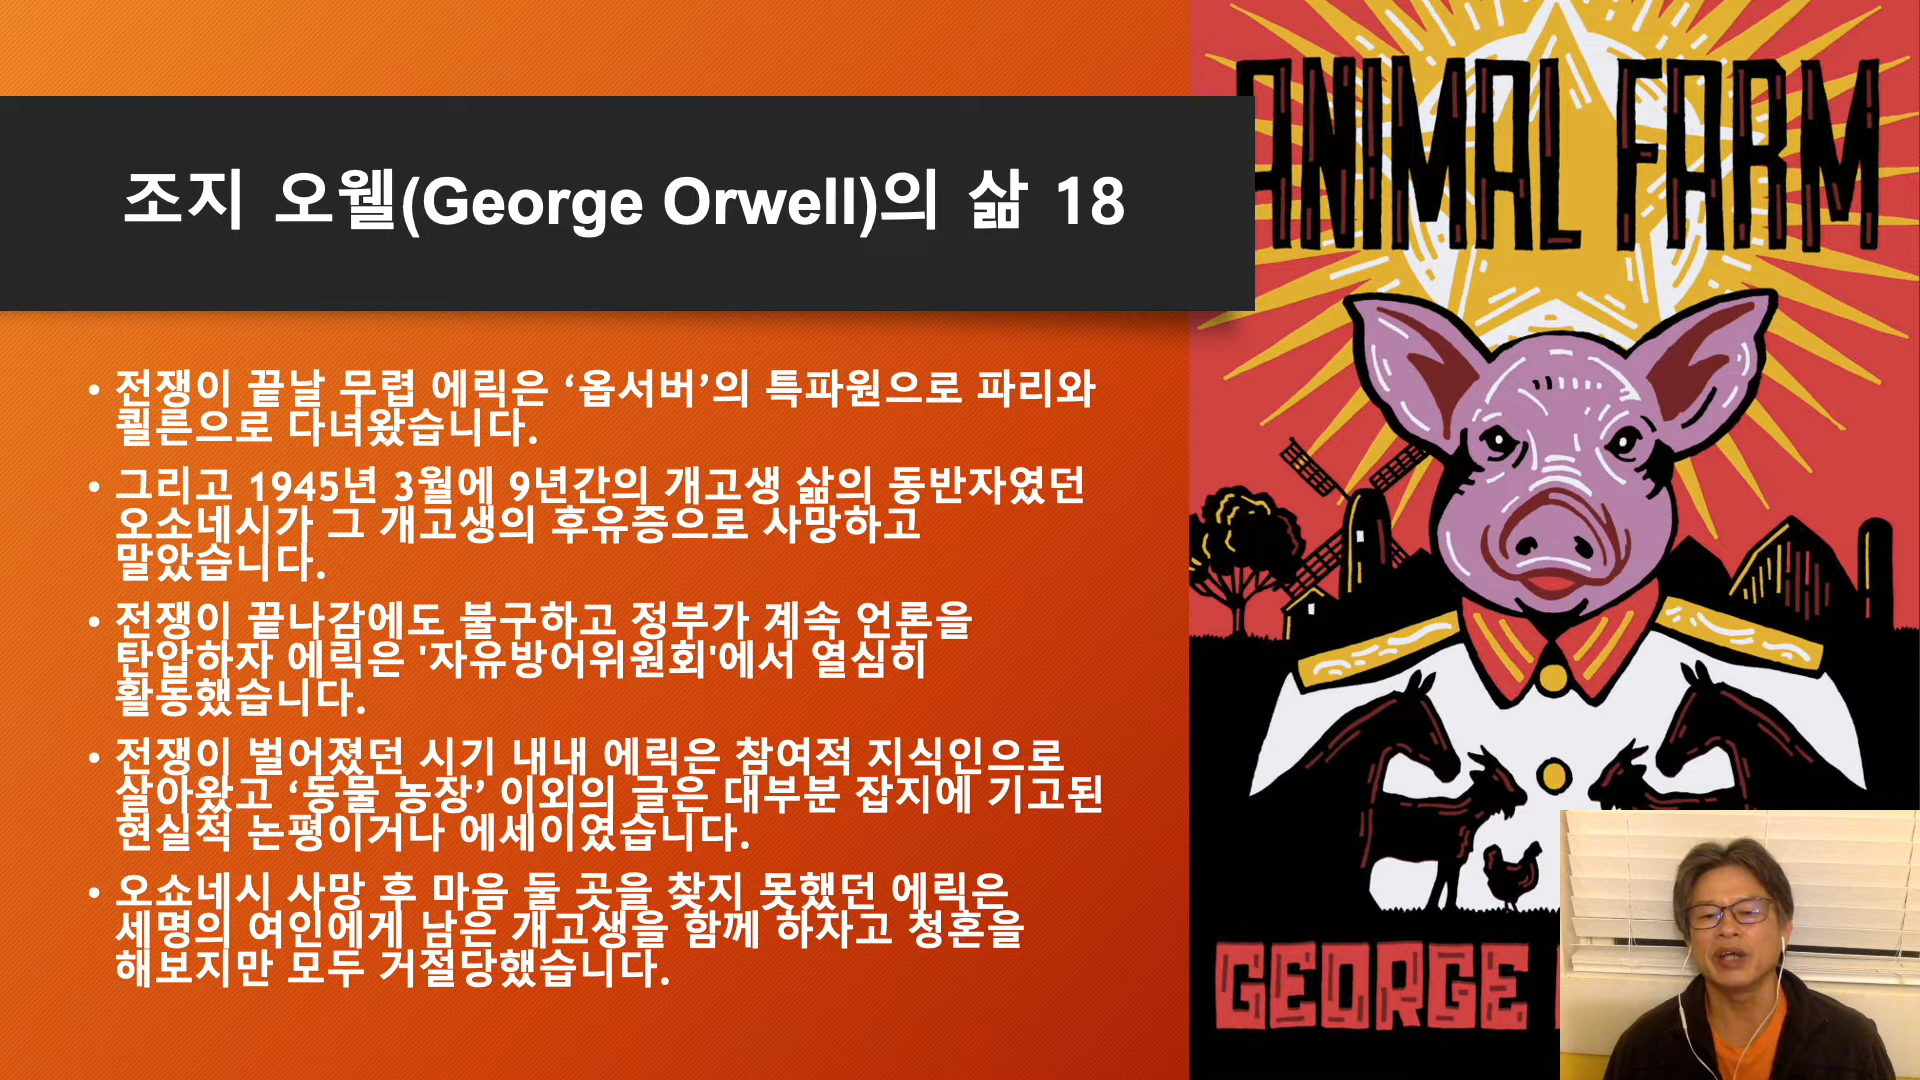 조지 오웰(George Orwell)의 삶 18
• 전쟁이 끝날 무렵 에릭은 ‘옵서버’의 특파원으로 파리와
쾰른으로 다녀왔습니다.
• 그리고 1945년 3월에 9년간의 개고생 삶의 동반자였던
오소네시가 그 개고생의 후유증으로 사망하고
말았습니다.
• 전쟁이 끝나감에도 불구하고 정부가 계속 언론을
탄압하자 에릭은 '자유방어위원회'에서 열심히
활동했습니다.
• 전쟁이 벌어졌던 시기 내내 에릭은 참여적 지식인으로
살아왔고 ‘동물 농장’ 이외의 글은 대부분 잡지에 기고된
현실적 논평이거나 에세이였습니다.
• 오쇼네시 사망 후 마음 둘 곳을 찾지 못했던 에릭은
세명의 여인에게 남은 개고생을 함께 하자고 청혼을
해보지만 모두 거절당했습니다.
ANIMAL FARM
GEORGE